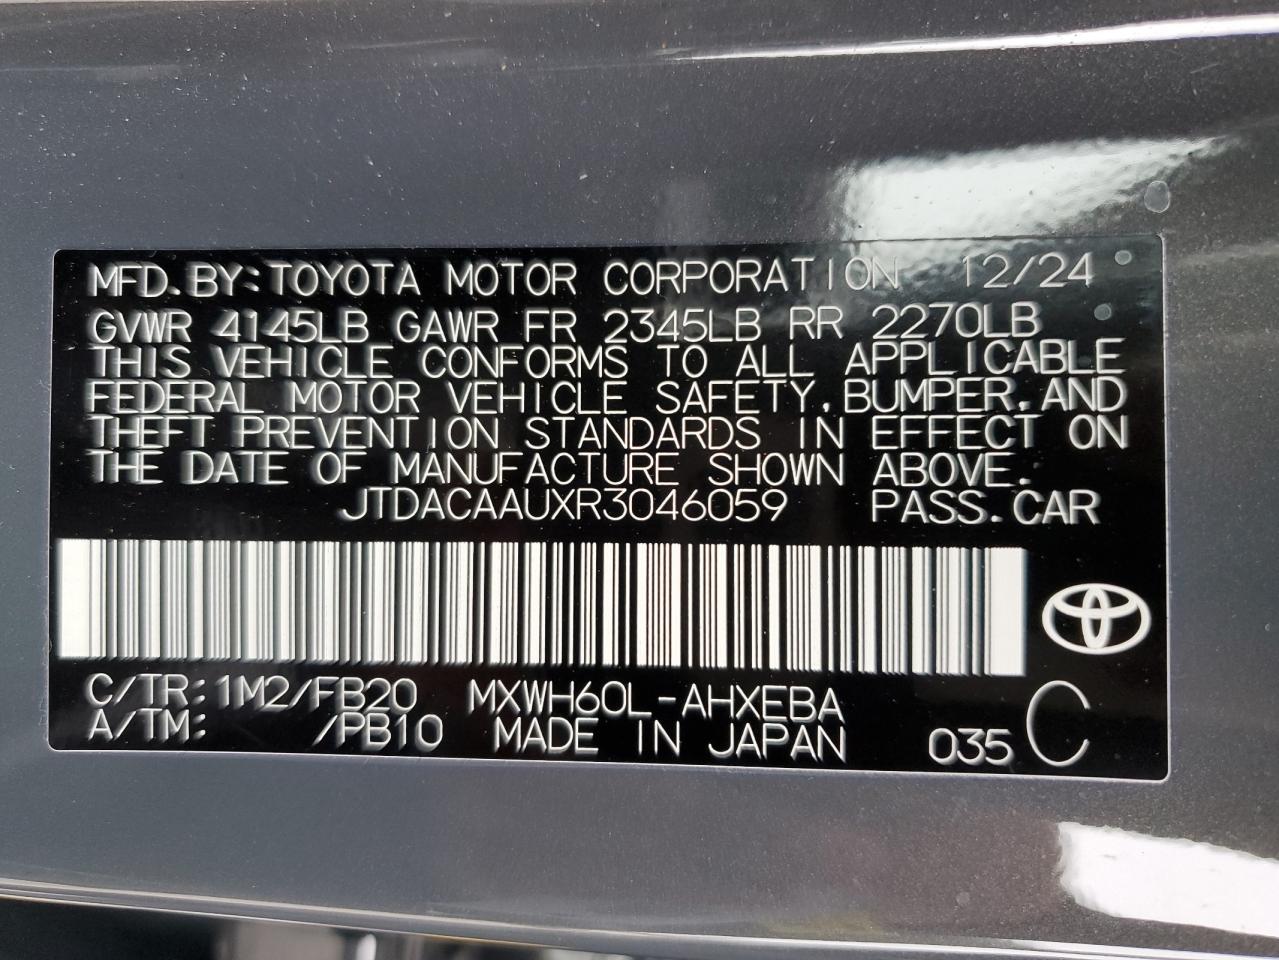 MFD.BY:TOYOTA MOTOR CORPORATION 12/24
GVWR 4145LB GAWR FR 2345LB RR 2270LB
THIS VEHICLE CONFORMS TO ALL APPLICABLE
FEDERAL MOTOR VEHICLE SAFETY,BUMPER,AND
THEFT PREVENTION STANDARDS IN EFFECT ON
THE DATE OF MANUFACTURE SHOWN ABOVE.
JTDACAAUXR3046059 PASS.CAR
C/TR:1M2/FB20 MXWH60L-AHXEBA
A/TM: /PB10 MADE IN JAPAN 035 C